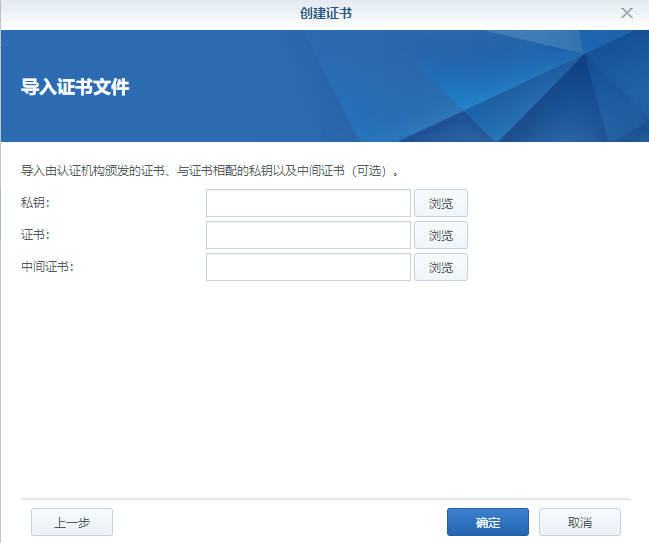 创建证书
导入证书文件
导入由认证机构颁发的证书、与证书相配的私钥以及中间证书（可选）。
私钥： 浏览
证书： 浏览
中间证书： 浏览
上一步 确定 取消